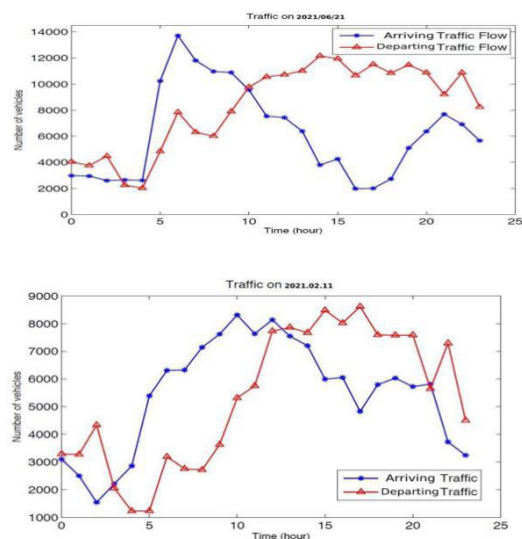 Traffic on 2021/06/21
14000
12000
10000
8000
6000
4000
2000
0
Number of vehicles
Arriving Traffic Flow
Departing Traffic Flow
0 5 10 15 20 25
Time (hour)
Traffic on 2021.02.11
9000
8000
7000
6000
5000
4000
3000
2000
1000
Number of vehicles
Arriving Traffic
Departing Traffic
0 5 10 15 20 25
Time (hour)